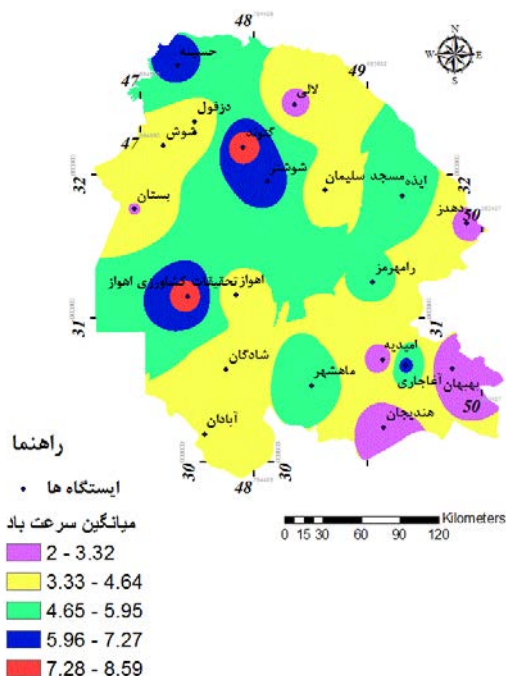 48
N
W E
S
حسینیه
47
49
لالی
دزفول
47
شوش
گتوند
شوشتر
مسجد سلیمان
ایذه
32
32
بستان
دهدز
50
رامهرمز
تحقیقات کشاورزی اهواز
اهواز
31
31
امیدیه
آغاجاری
بهبهان
شادگان
ماهشهر
50
هندیجان
آبادان
30
30
48
راهنما
ایستگاه ها
میانگین سرعت باد
2 - 3.32
3.33 - 4.64
4.65 - 5.95
5.96 - 7.27
7.28 - 8.59
Kilometers
0 15 30 60 90 120